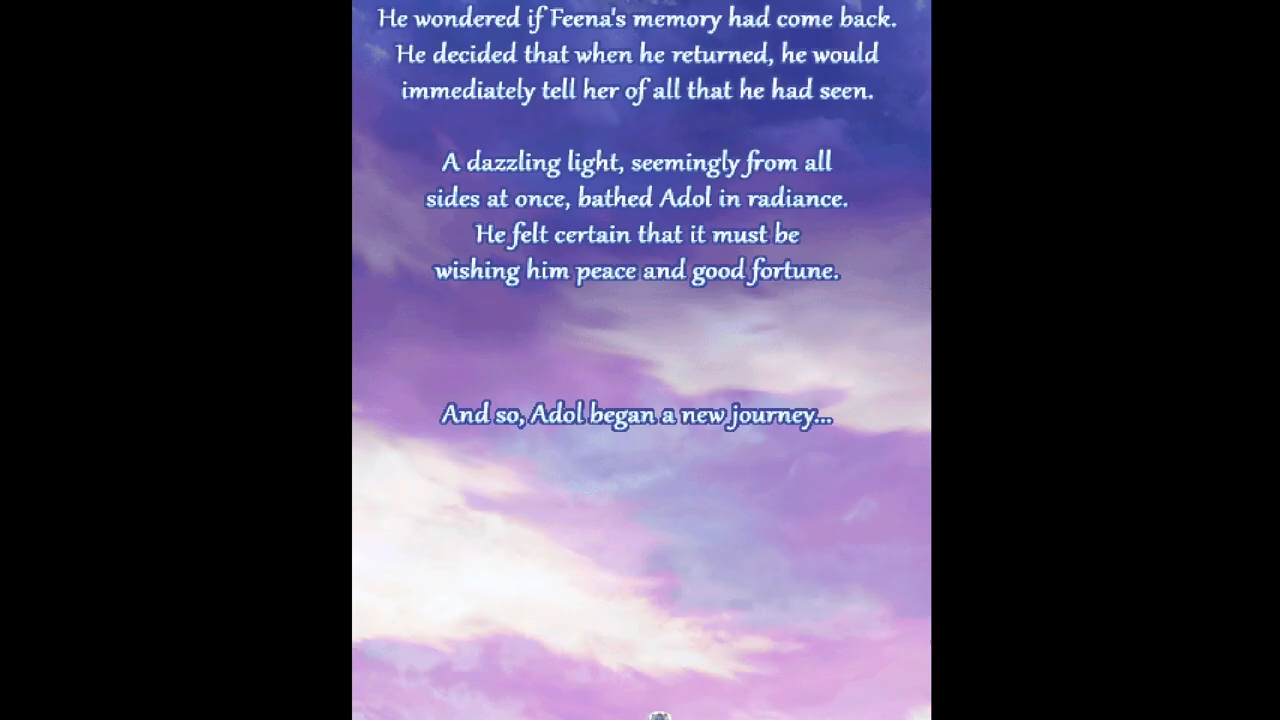 He wondered if Feena's memory had come back.
He decided that when he returned, he would
immediately tell her of all that he had seen.
A dazzling light, seemingly from all
sides at once, bathed Adol in radiance.
He felt certain that it must be
wishing him peace and good fortune.
And so, Adol began a new journey...